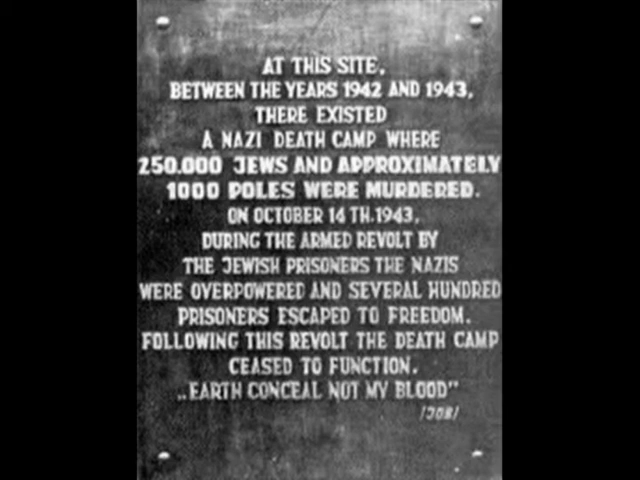 AT THIS SITE,
BETWEEN THE YEARS 1942 AND 1943,
THERE EXISTED
A NAZI DEATH CAMP WHERE
250.000 JEWS AND APPROXIMATELY
1000 POLES WERE MURDERED.
ON OCTOBER 14 TH.1943,
DURING THE ARMED REVOLT BY
THE JEWISH PRISONERS THE NAZIS
WERE OVERPOWERED AND SEVERAL HUNDRED
PRISONERS ESCAPED TO FREEDOM.
FOLLOWING THIS REVOLT THE DEATH CAMP
CEASED TO FUNCTION.
„EARTH CONCEAL NOT MY BLOOD”
/JOB/